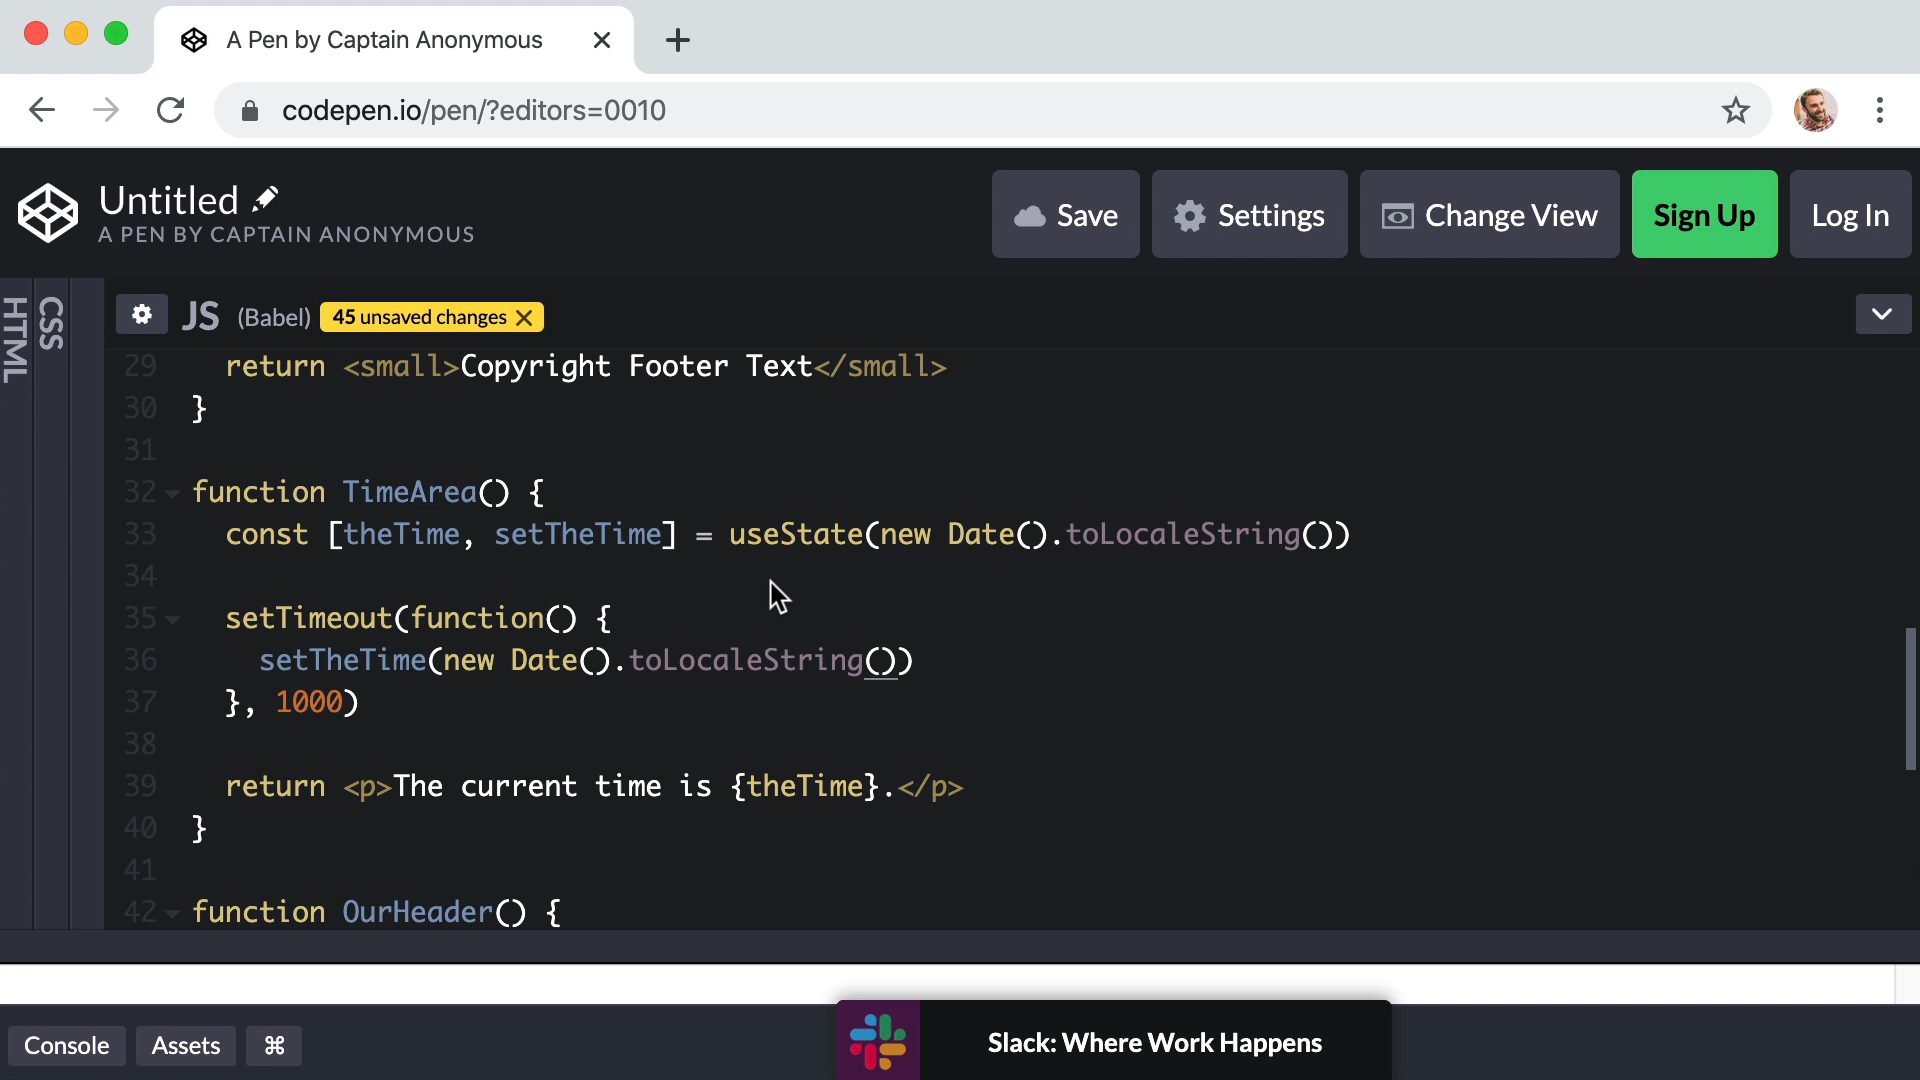 A Pen by Captain Anonymous
codepen.io/pen/?editors=0010
Untitled
A PEN BY CAPTAIN ANONYMOUS
Save
Settings
Change View
Sign Up
Log In
HTML
CSS
JS (Babel) 45 unsaved changes
29 return <small>Copyright Footer Text</small>
30 }
31
32 function TimeArea() {
33 const [theTime, setTheTime] = useState(new Date().toLocaleString())
34
35 setTimeout(function() {
36 setTheTime(new Date().toLocaleString())
37 }, 1000)
38
39 return <p>The current time is {theTime}.</p>
40 }
41
42 function OurHeader() {
Console
Assets
⌘
Slack: Where Work Happens